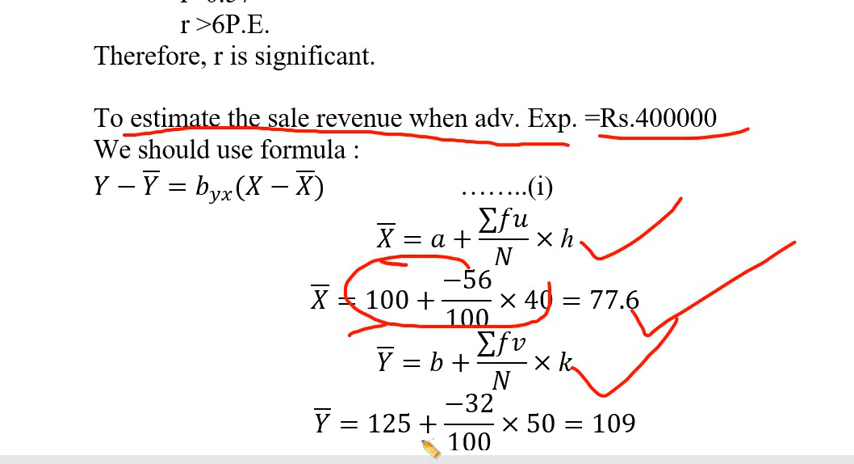 r >6P.E.
Therefore, r is significant.
To estimate the sale revenue when adv. Exp. =Rs.400000
We should use formula :
Y − Y̅ = b_yx(X − X̅) ……..(i)
X̅ = a + Σfu/N × h
X̅ = 100 + −56/100 × 40 = 77.6
Y̅ = b + Σfv/N × k
Y̅ = 125 + −32/100 × 50 = 109